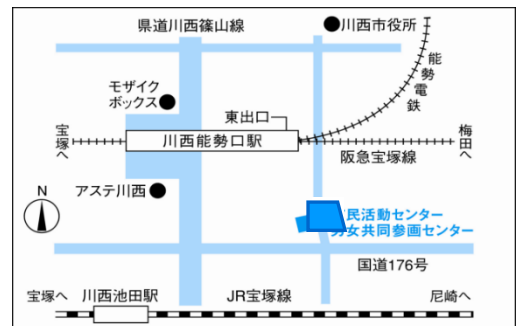 県道川西篠山線
川西市役所
モザイク
ボックス
能勢電鉄
東出口
宝塚へ
川西能勢口駅
梅田へ
阪急宝塚線
アステ川西
N
民活動センター
男女共同参画センター
国道176号
宝塚へ
川西池田駅
JR宝塚線
尼崎へ